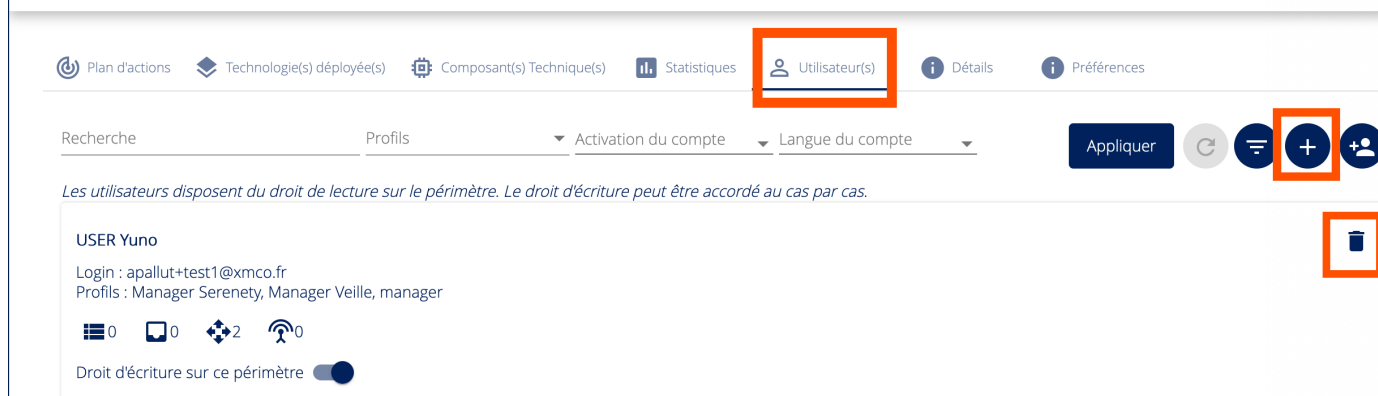 Plan d'actions Technologie(s) déployée(s) Composant(s) Technique(s) Statistiques Utilisateur(s) Détails Préférences
Recherche Profils Activation du compte Langue du compte Appliquer
Les utilisateurs disposent du droit de lecture sur le périmètre. Le droit d'écriture peut être accordé au cas par cas.
USER Yuno
Login : apallut+test1@xmco.fr
Profils : Manager Serenety, Manager Veille, manager
0 0 2 0
Droit d'écriture sur ce périmètre